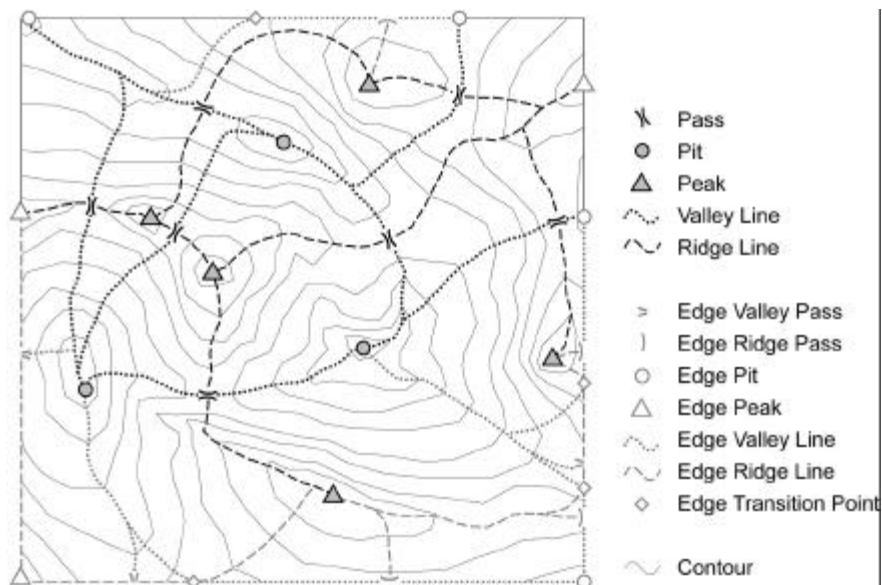 Pass
Pit
Peak
Valley Line
Ridge Line
Edge Valley Pass
Edge Ridge Pass
Edge Pit
Edge Peak
Edge Valley Line
Edge Ridge Line
Edge Transition Point
Contour